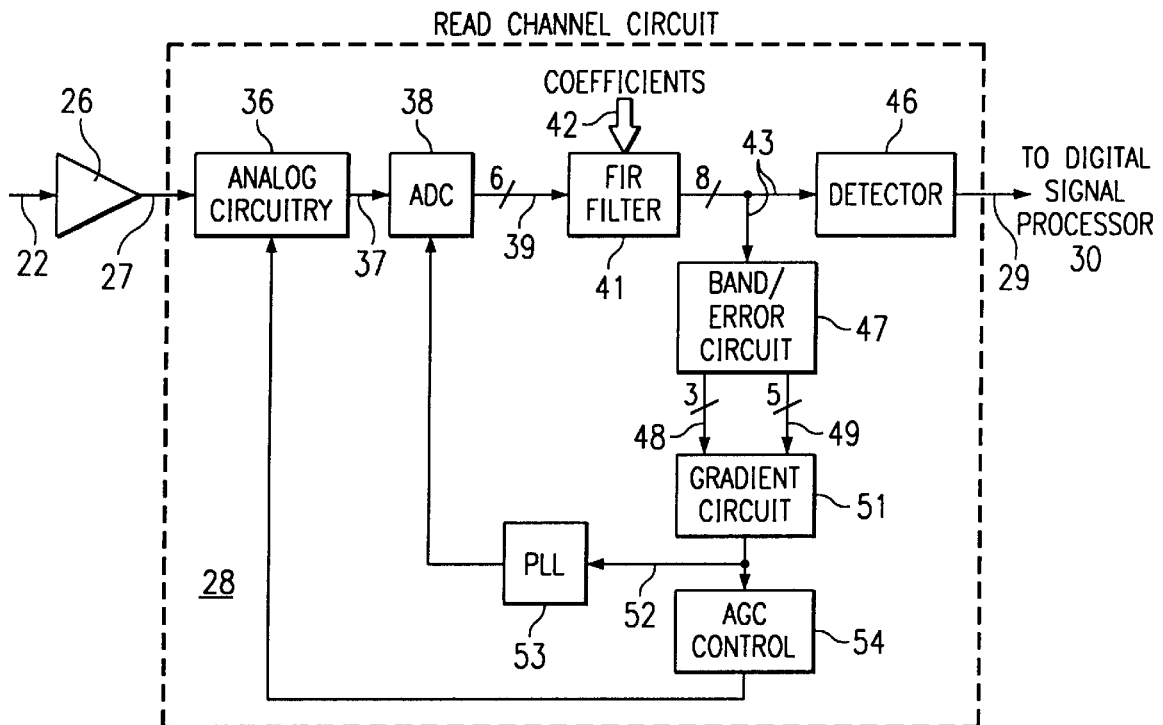 READ CHANNEL CIRCUIT
COEFFICIENTS
26
36
38
42
46
43
ANALOG
CIRCUITRY
ADC
6
FIR
FILTER
8
DETECTOR
TO DIGITAL
SIGNAL
PROCESSOR
30
22
27
37
39
41
29
BAND/
ERROR
CIRCUIT
47
3
5
48
49
GRADIENT
CIRCUIT
51
PLL
52
53
28
AGC
CONTROL
54